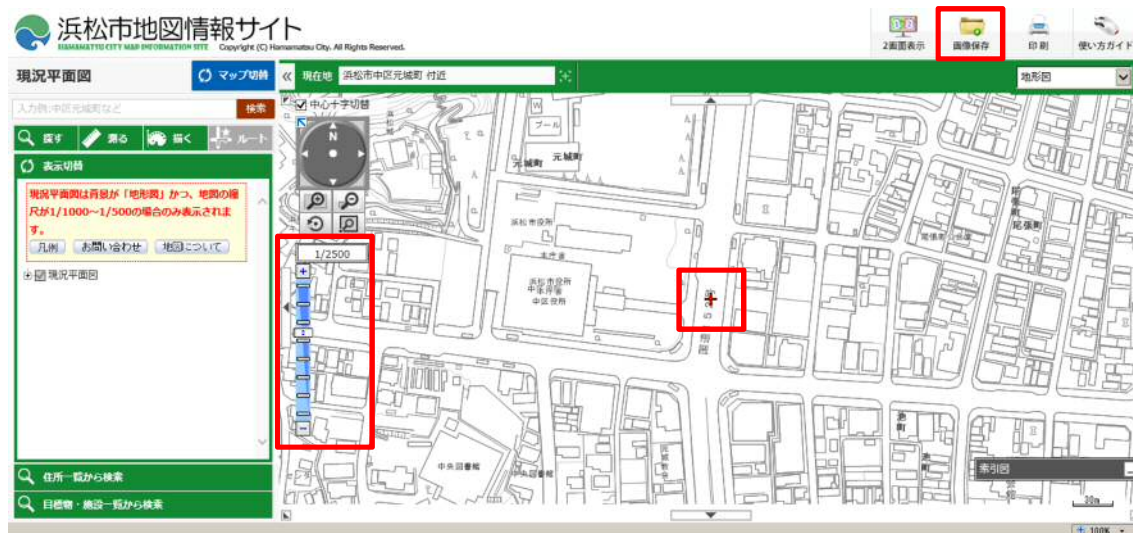 浜松市地図情報サイト
HAMAMATSU CITY MAP INFORMATION SITE Copyright (C) Hamamatsu City. All Rights Reserved.
2画面表示
画像保存
印刷
使い方ガイド
現況平面図
マップ切替
現在地 浜松市中区元城町 付近
地形図
入力例:中区元城町など
検索
中心十字切替
探す
測る
描く
ルート
表示切替
現況平面図は背景が「地形図」かつ、地図の縮
尺が1/1000～1/500の場合のみ表示されま
す。
凡例
お問い合わせ
地図について
現況平面図
N
1/2500
プール
元城町
元城町
浜松市役所
本庁舎
浜松市役所
中区役所
尾張町
中央図書館
索引図
30m
住所一覧から検索
目標物・施設一覧から検索
100%